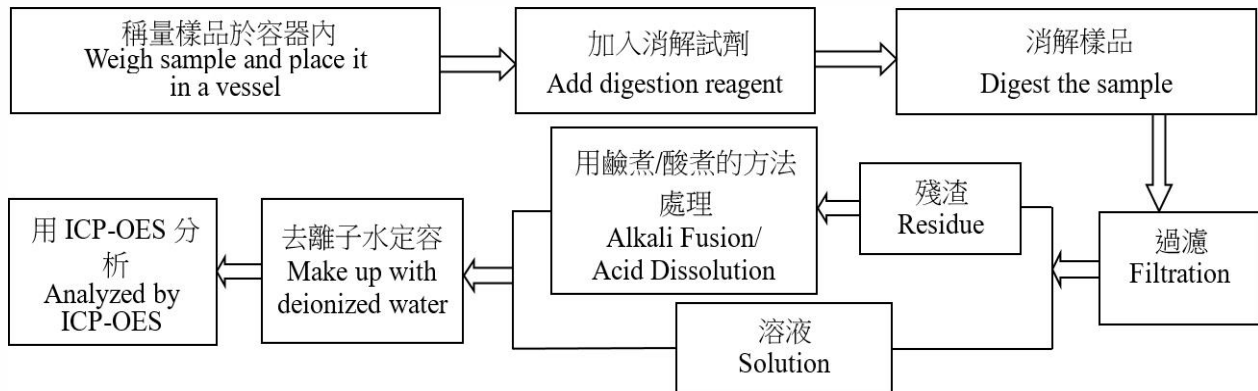 稱量樣品於容器內
Weigh sample and place it
in a vessel
加入消解試劑
Add digestion reagent
消解樣品
Digest the sample
過濾
Filtration
殘渣
Residue
用鹼煮/酸煮的方法
處理
Alkali Fusion/
Acid Dissolution
溶液
Solution
去離子水定容
Make up with
deionized water
用 ICP-OES 分
析
Analyzed by
ICP-OES